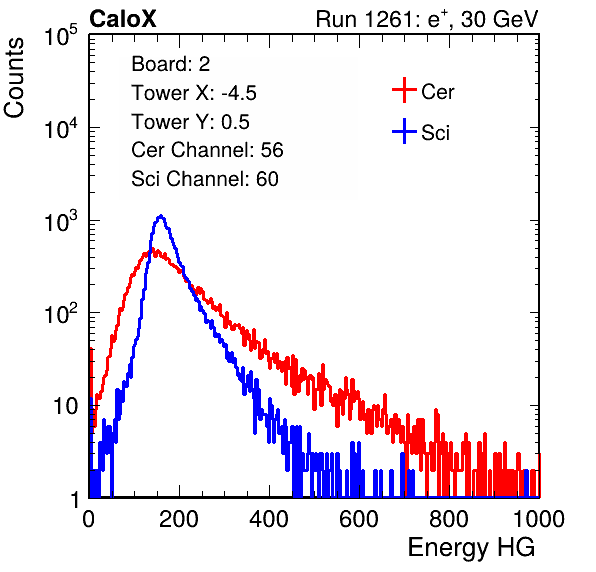 CaloX Run 1261: e⁺, 30 GeV
Counts
Board: 2
Tower X: -4.5
Tower Y: 0.5
Cer Channel: 56
Sci Channel: 60
Cer
Sci
10⁵
10⁴
10³
10²
10
1
0 200 400 600 800 1000
Energy HG